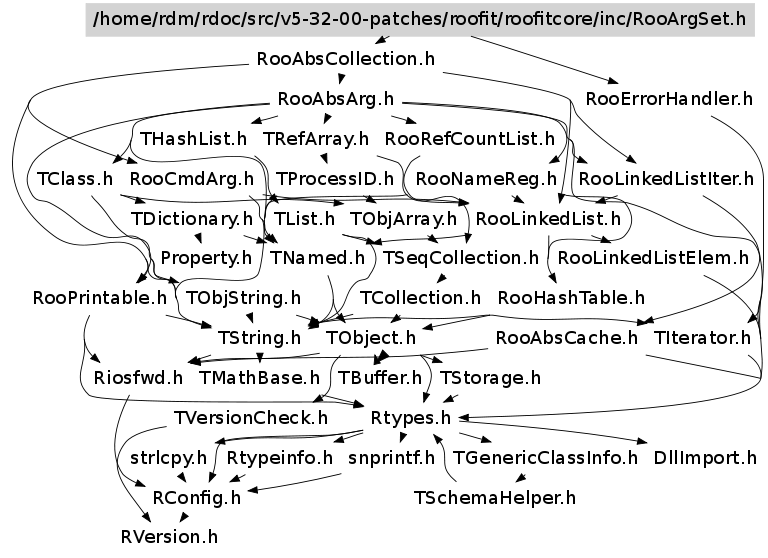 /home/rdm/rdoc/src/v5-32-00-patches/roofit/roofitcore/inc/RooArgSet.h
RooAbsCollection.h
RooAbsArg.h RooErrorHandler.h
THashList.h TRefArray.h RooRefCountList.h
TClass.h RooCmdArg.h TProcessID.h RooNameReg.h RooLinkedListIter.h
TDictionary.h TList.h TObjArray.h RooLinkedList.h
Property.h TNamed.h TSeqCollection.h RooLinkedListElem.h
RooPrintable.h TObjString.h TCollection.h RooHashTable.h
TString.h TObject.h RooAbsCache.h TIterator.h
Riosfwd.h TMathBase.h TBuffer.h TStorage.h
TVersionCheck.h Rtypes.h
strlcpy.h Rtypeinfo.h snprintf.h TGenericClassInfo.h DllImport.h
RConfig.h TSchemaHelper.h
RVersion.h